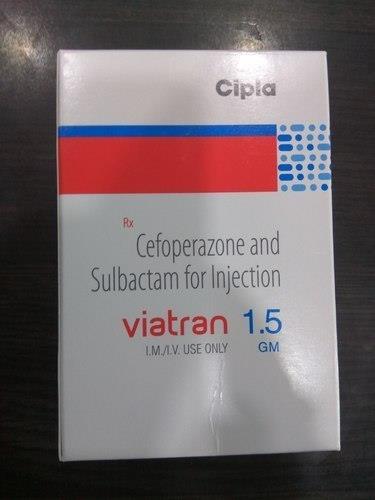 Cipla
Rx
Cefoperazone and
Sulbactam for Injection
viatran 1.5
I.M./I.V. USE ONLY GM